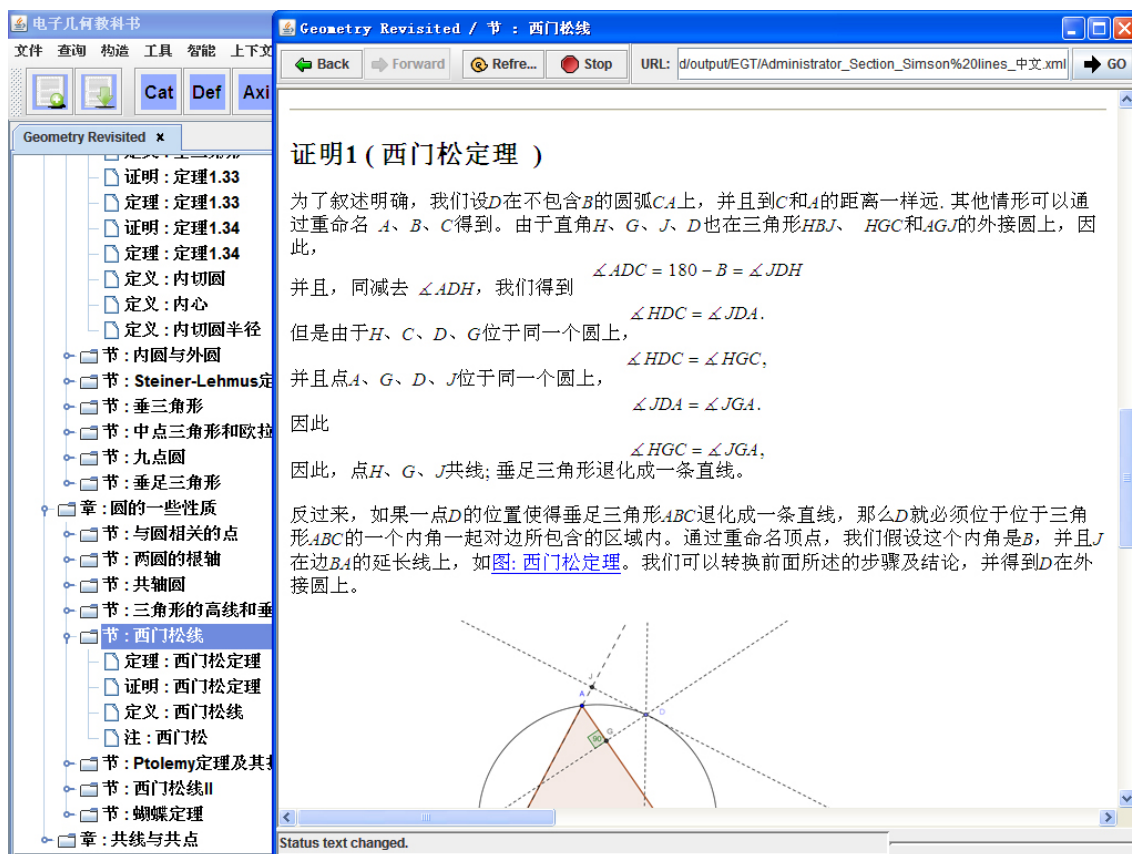 电子几何教科书
文件 查询 构造 工具 智能 上下文
Cat Def Axi
Geometry Revisited ×
证明 : 定理1.33
定理 : 定理1.33
证明 : 定理1.34
定理 : 定理1.34
定义 : 内切圆
定义 : 内心
定义 : 内切圆半径
节 : 内圆与外圆
节 : Steiner-Lehmus定
节 : 垂三角形
节 : 中点三角形和欧拉
节 : 九点圆
节 : 垂足三角形
章 : 圆的一些性质
节 : 与圆相关的点
节 : 两圆的根轴
节 : 共轴圆
节 : 三角形的高线和垂
节 : 西门松线
定理 : 西门松定理
证明 : 西门松定理
定义 : 西门松线
注 : 西门松
节 : Ptolemy定理及其扩
节 : 西门松线II
节 : 蝴蝶定理
章 : 共线与共点
Geometry Revisited / 节 : 西门松线
Back Forward Refre... Stop URL: d/output/EGT/Administrator_Section_Simson%20lines_中文.xml GO
证明1 ( 西门松定理 )
为了叙述明确，我们设D在不包含B的圆弧CA上，并且到C和A的距离一样远. 其他情形可以通
过重命名 A、B、C得到。由于直角H、G、J、D也在三角形HBJ、 HGC和AGJ的外接圆上，因
此，
∡ADC = 180 − B = ∡JDH
并且，同减去 ∡ADH，我们得到
∡HDC = ∡JDA.
但是由于H、C、D、G位于同一个圆上，
∡HDC = ∡HGC,
并且点A、G、D、J位于同一个圆上，
∡JDA = ∡JGA.
因此
∡HGC = ∡JGA,
因此，点H、G、J共线; 垂足三角形退化成一条直线。
反过来，如果一点D的位置使得垂足三角形ABC退化成一条直线，那么D就必须位于位于三角
形ABC的一个内角一起对边所包含的区域内。通过重命名顶点，我们假设这个内角是B，并且J
在边BA的延长线上，如图: 西门松定理。我们可以转换前面所述的步骤及结论，并得到D在外
接圆上。
J
A
D
G
90
Status text changed.